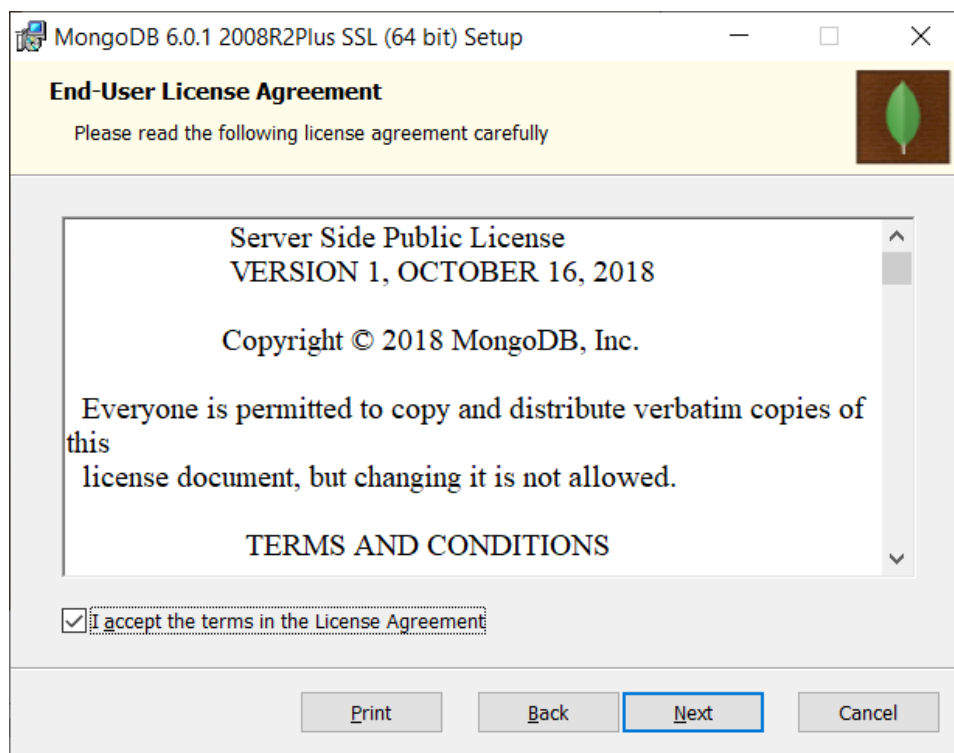 MongoDB 6.0.1 2008R2Plus SSL (64 bit) Setup
End-User License Agreement
Please read the following license agreement carefully
Server Side Public License
VERSION 1, OCTOBER 16, 2018
Copyright © 2018 MongoDB, Inc.
Everyone is permitted to copy and distribute verbatim copies of
this
license document, but changing it is not allowed.
TERMS AND CONDITIONS
I accept the terms in the License Agreement
Print Back Next Cancel